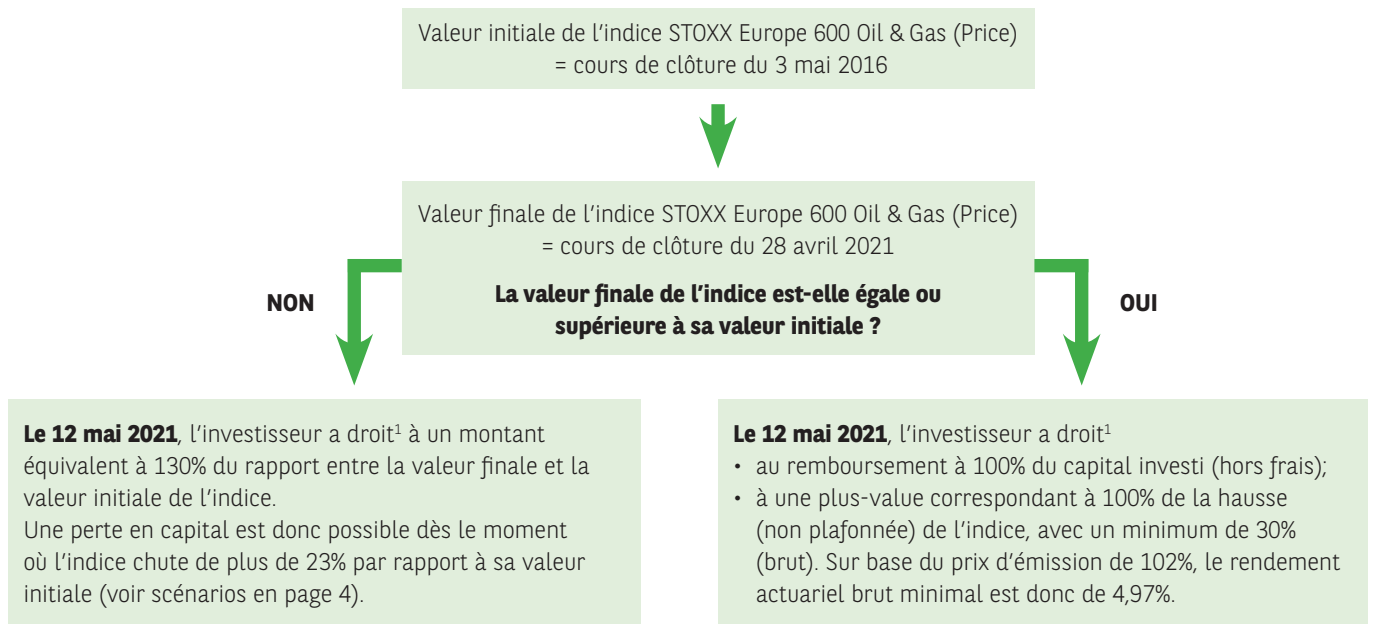 Valeur initiale de l'indice STOXX Europe 600 Oil & Gas (Price)
= cours de clôture du 3 mai 2016
Valeur finale de l'indice STOXX Europe 600 Oil & Gas (Price)
= cours de clôture du 28 avril 2021
La valeur finale de l'indice est-elle égale ou
supérieure à sa valeur initiale ?
NON
OUI
Le 12 mai 2021, l'investisseur a droit¹ à un montant
équivalent à 130% du rapport entre la valeur finale et la
valeur initiale de l'indice.
Une perte en capital est donc possible dès le moment
où l'indice chute de plus de 23% par rapport à sa valeur
initiale (voir scénarios en page 4).
Le 12 mai 2021, l'investisseur a droit¹
• au remboursement à 100% du capital investi (hors frais);
• à une plus-value correspondant à 100% de la hausse
(non plafonnée) de l'indice, avec un minimum de 30%
(brut). Sur base du prix d'émission de 102%, le rendement
actuariel brut minimal est donc de 4,97%.